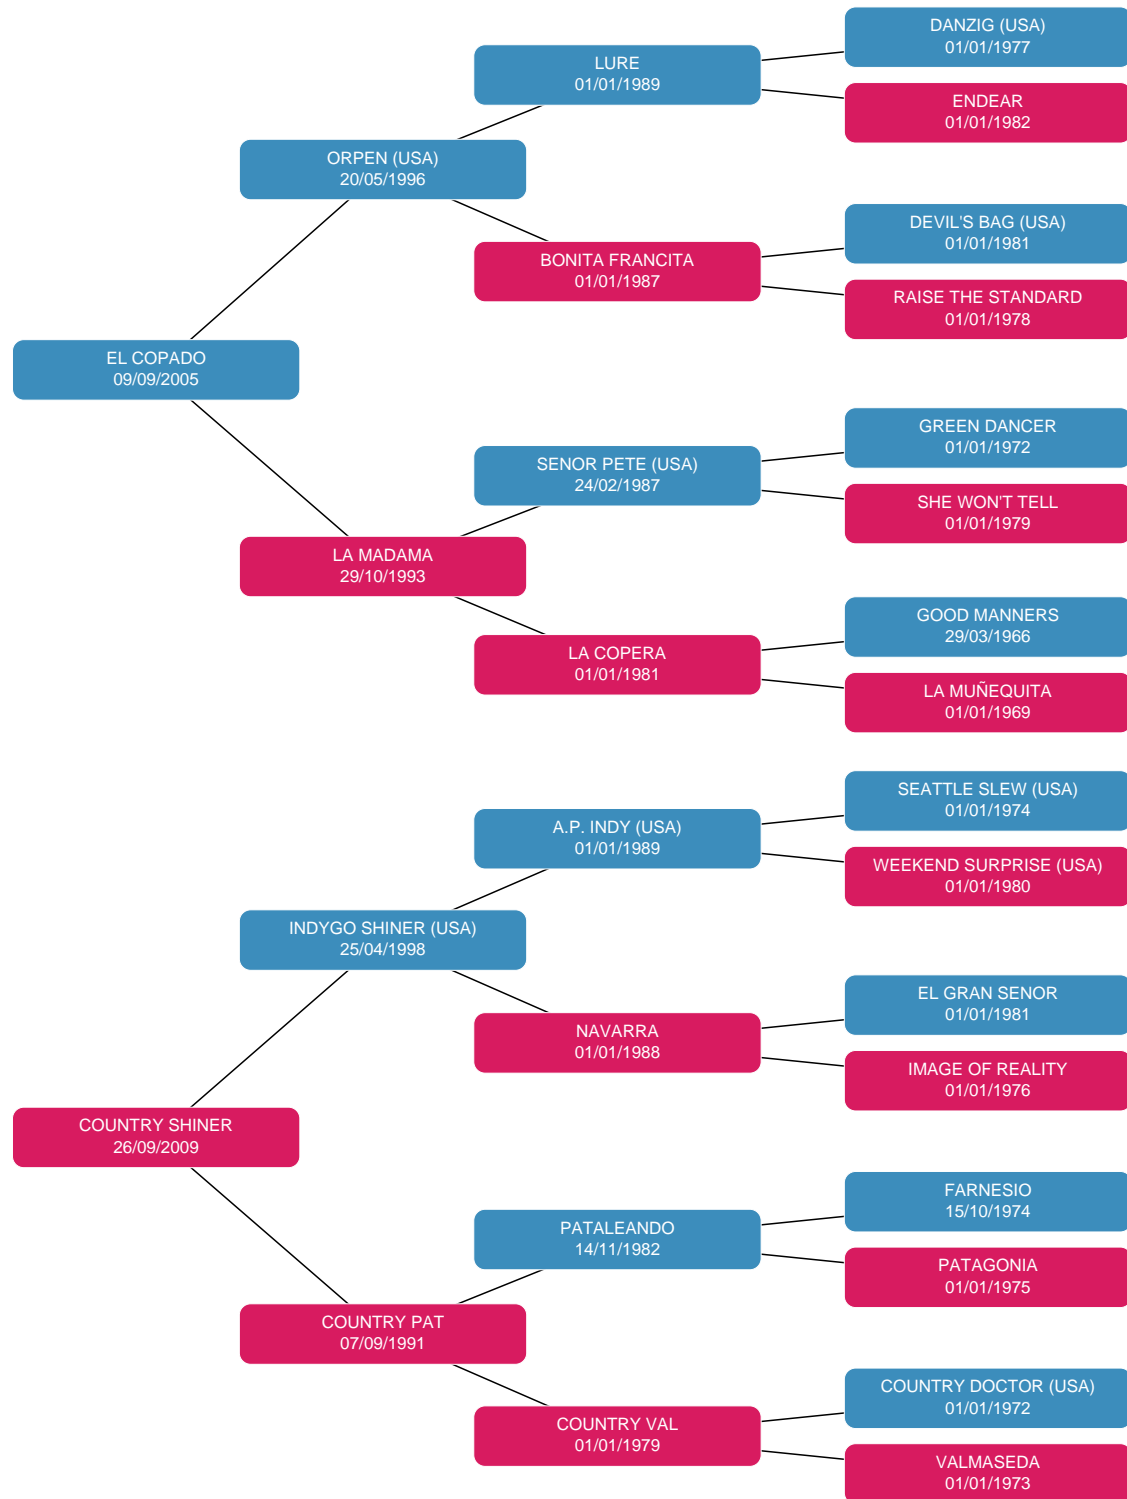 DANZIG (USA)
01/01/1977
LURE
01/01/1989
ENDEAR
01/01/1982
ORPEN (USA)
20/05/1996
DEVIL'S BAG (USA)
01/01/1981
BONITA FRANCITA
01/01/1987
RAISE THE STANDARD
01/01/1978
EL COPADO
09/09/2005
GREEN DANCER
01/01/1972
SENOR PETE (USA)
24/02/1987
SHE WON'T TELL
01/01/1979
LA MADAMA
29/10/1993
GOOD MANNERS
29/03/1966
LA COPERA
01/01/1981
LA MUÑEQUITA
01/01/1969
SEATTLE SLEW (USA)
01/01/1974
A.P. INDY (USA)
01/01/1989
WEEKEND SURPRISE (USA)
01/01/1980
INDYGO SHINER (USA)
25/04/1998
EL GRAN SENOR
01/01/1981
NAVARRA
01/01/1988
IMAGE OF REALITY
01/01/1976
COUNTRY SHINER
26/09/2009
FARNESIO
15/10/1974
PATALEANDO
14/11/1982
PATAGONIA
01/01/1975
COUNTRY PAT
07/09/1991
COUNTRY DOCTOR (USA)
01/01/1972
COUNTRY VAL
01/01/1979
VALMASEDA
01/01/1973